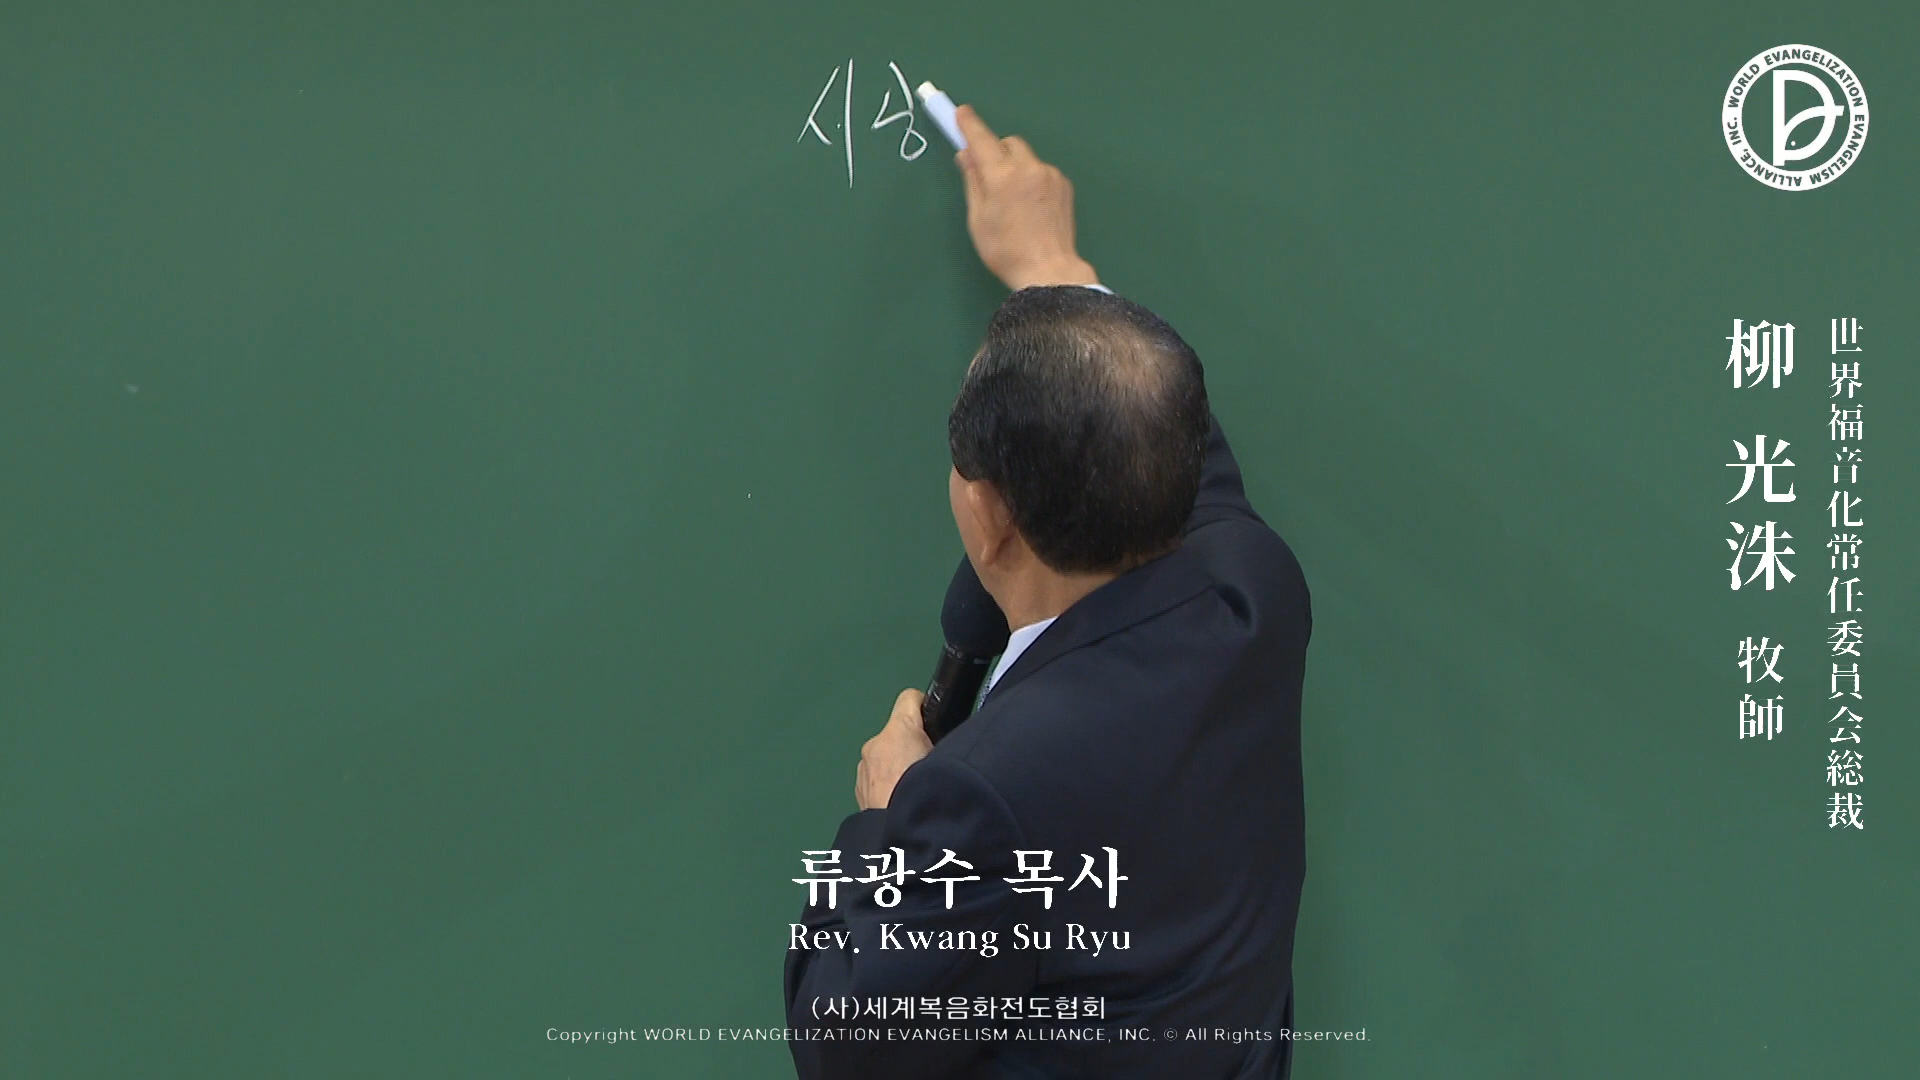 서상
WORLD EVANGELIZATION EVANGELISM ALLIANCE, INC.
世界福音化常任委員会総裁
柳 光洙 牧師
류광수 목사
Rev. Kwang Su Ryu
(사)세계복음화전도협회
Copyright WORLD EVANGELIZATION EVANGELISM ALLIANCE, INC. © All Rights Reserved.